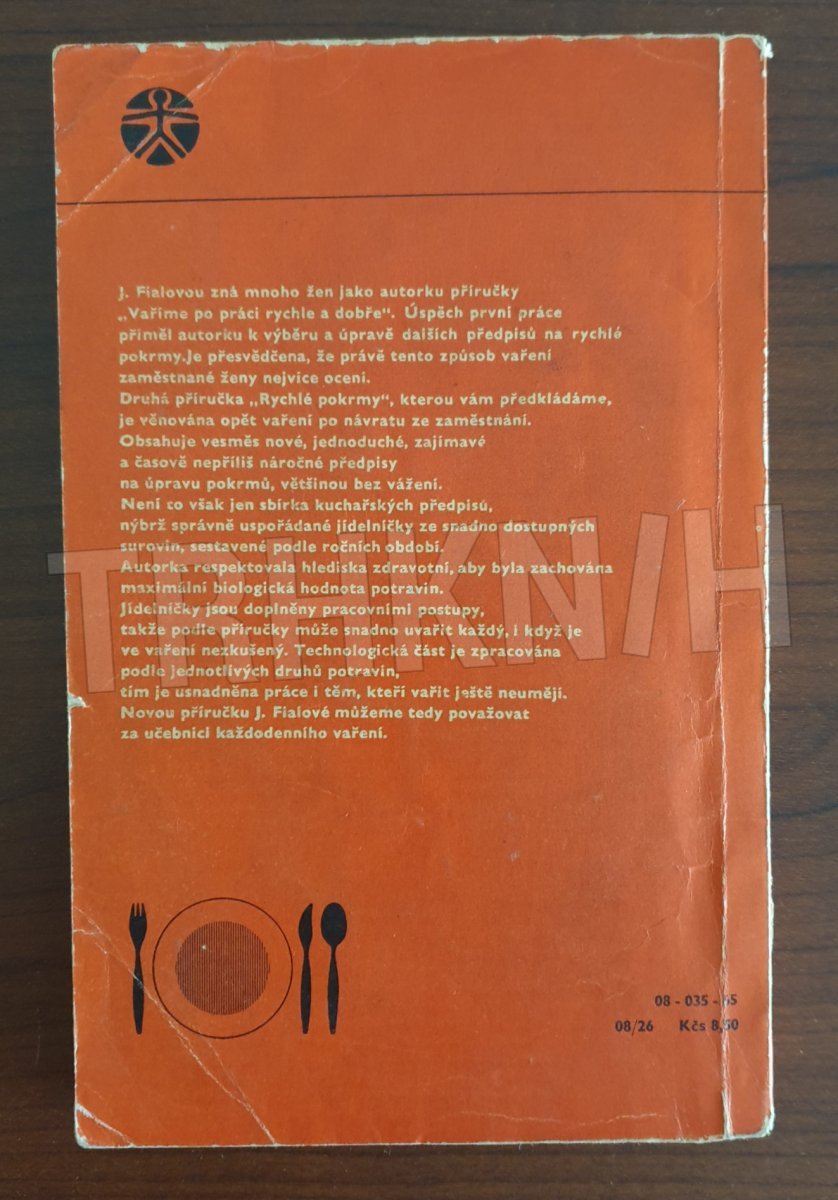 J. Fialovou zná mnoho žen jako autorku příručky
„Vaříme po práci rychle a dobře“. Úspěch první práce
přiměl autorku k výběru a úpravě dalších předpisů na rychlé
pokrmy.Je přesvědčena, že právě tento způsob vaření
zaměstnané ženy nejvíce ocení.
Druhá příručka „Rychlé pokrmy“, kterou vám předkládáme,
je věnována opět vaření po návratu ze zaměstnání.
Obsahuje vesměs nové, jednoduché, zajímavé
a časově nepříliš náročné předpisy
na úpravu pokrmů, většinou bez vážení.
Není to však jen sbírka kuchařských předpisů,
nýbrž správně uspořádané jídelníčky ze snadno dostupných
surovin, sestavené podle ročních období.
Autorka respektovala hlediska zdravotní, aby byla zachována
maximální biologická hodnota potravin.
Jídelníčky jsou doplněny pracovními postupy,
takže podle příručky může snadno uvařit každý, i když je
ve vaření nezkušený. Technologická část je zpracována
podle jednotlivých druhů potravin,
tím je usnadněna práce i těm, kteří vařit ještě neumějí.
Novou příručku J. Fialové můžeme tedy považovat
za učebnici každodenního vaření.
TRHKNIH
08 - 035 - 65
08/26 Kčs 8,50